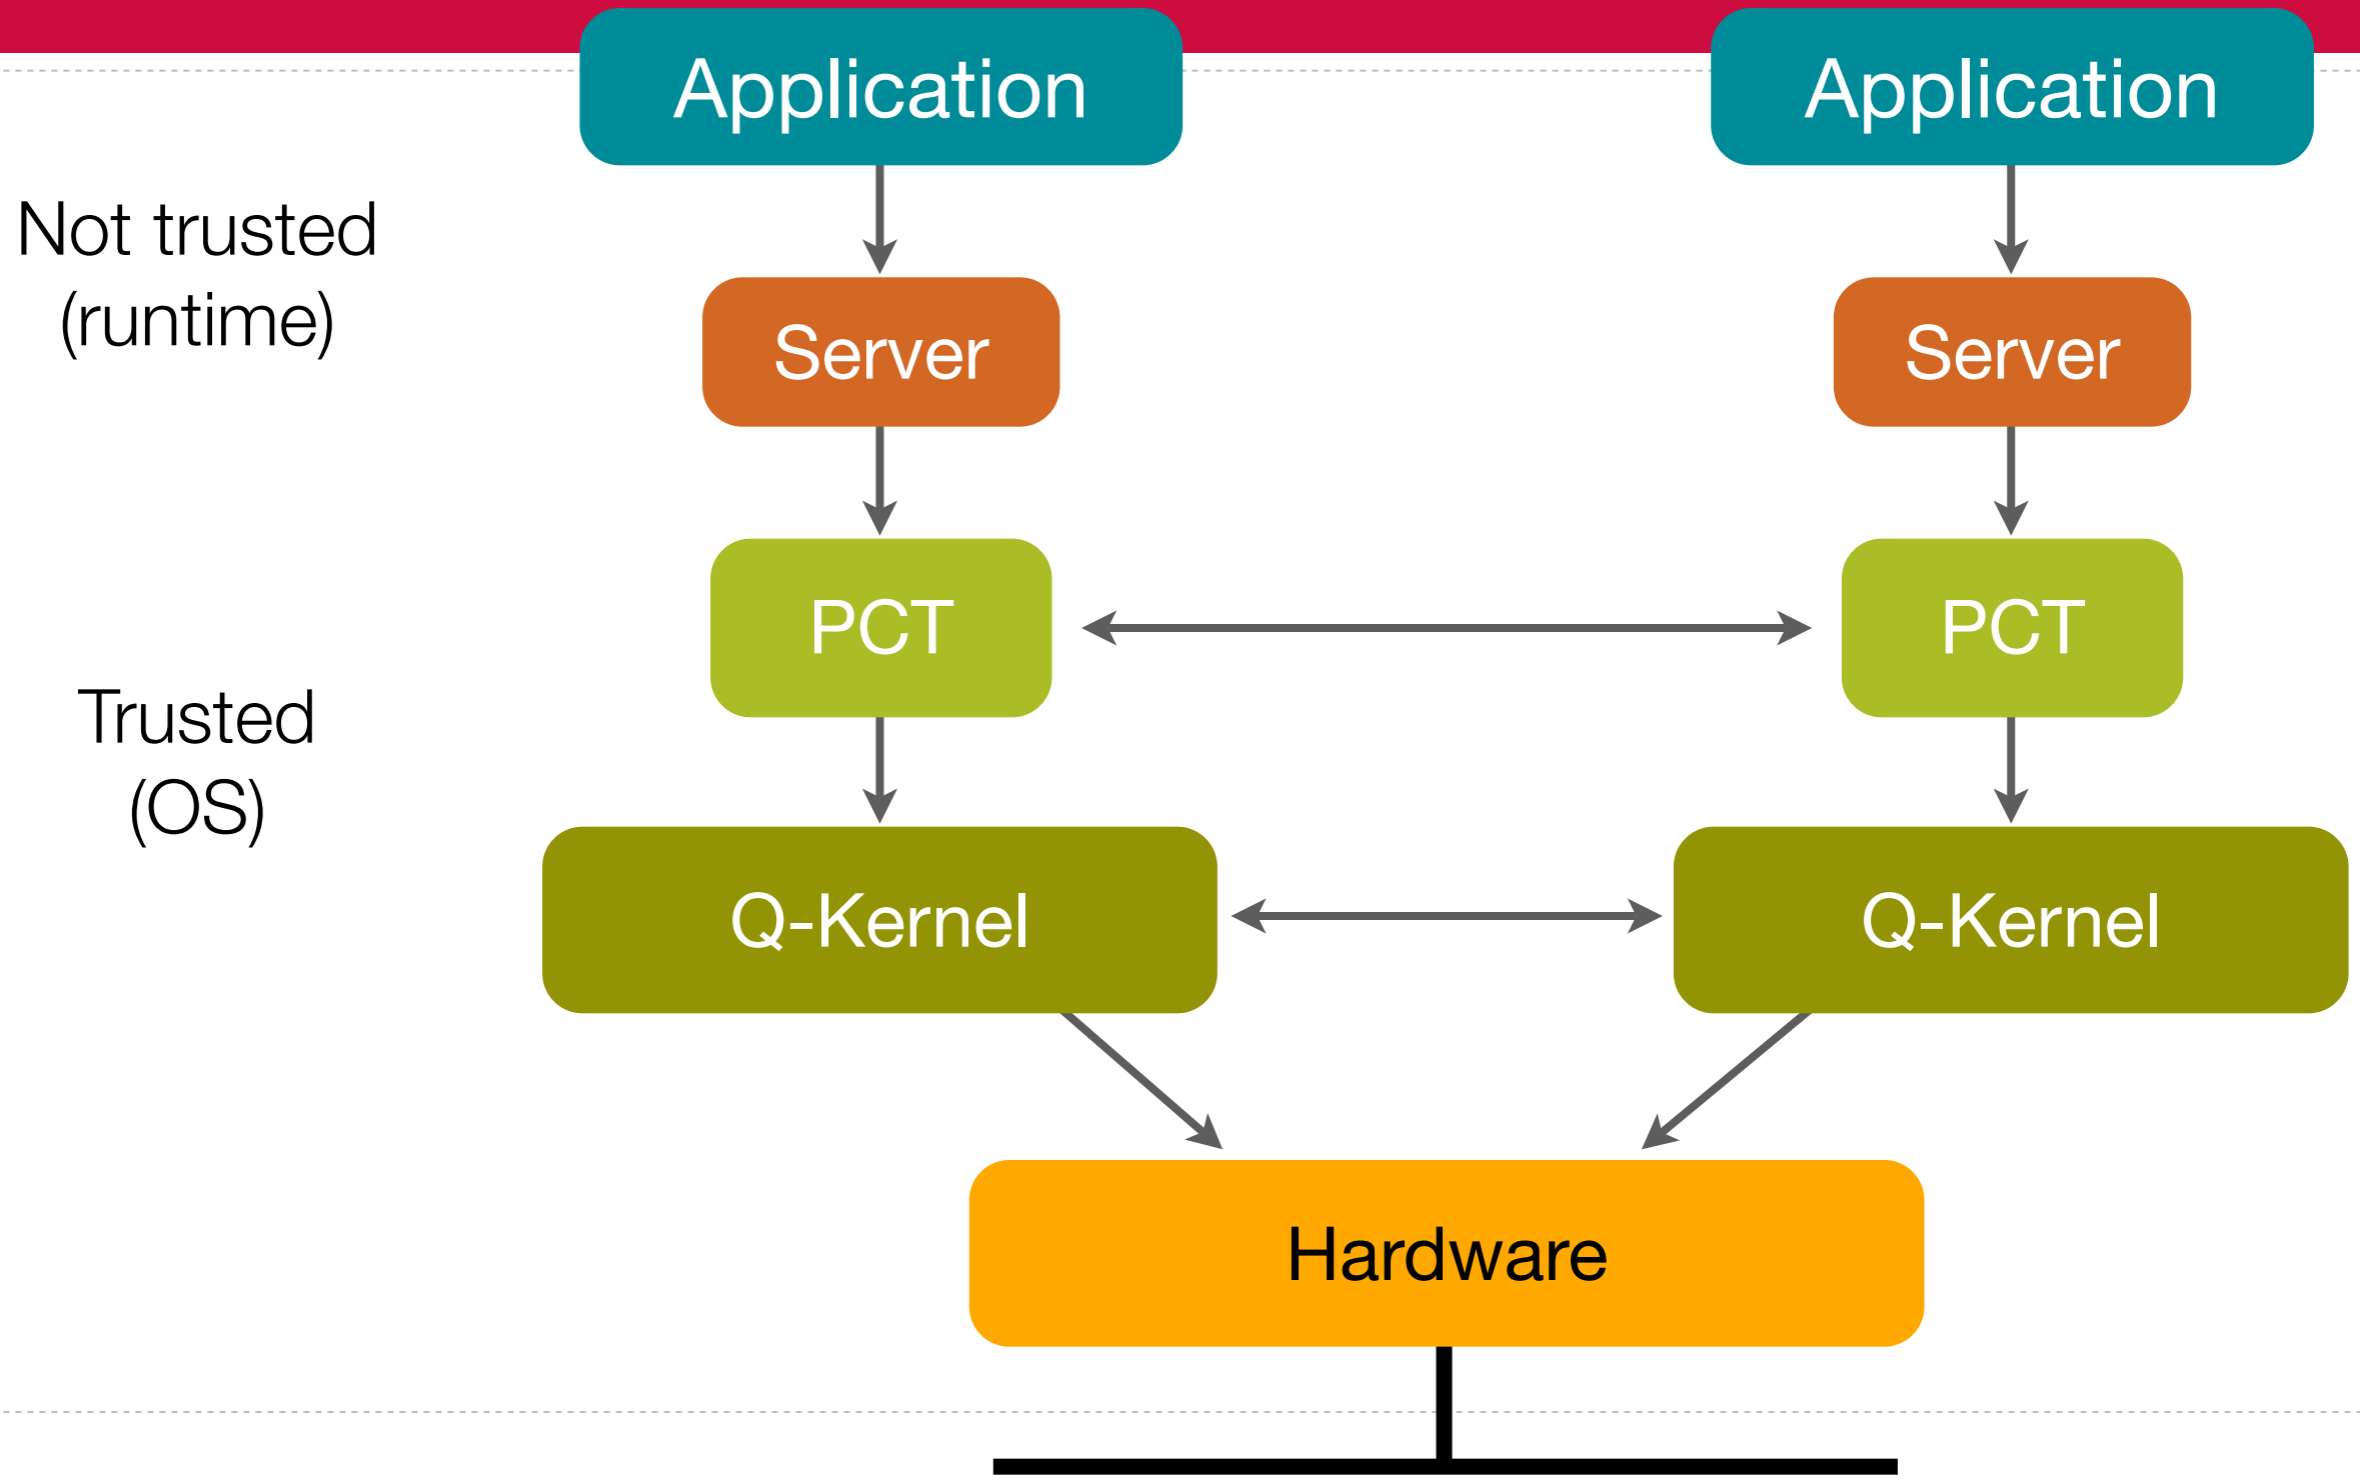 Application
Application
Not trusted
(runtime)
Server
Server
PCT
PCT
Trusted
(OS)
Q-Kernel
Q-Kernel
Hardware